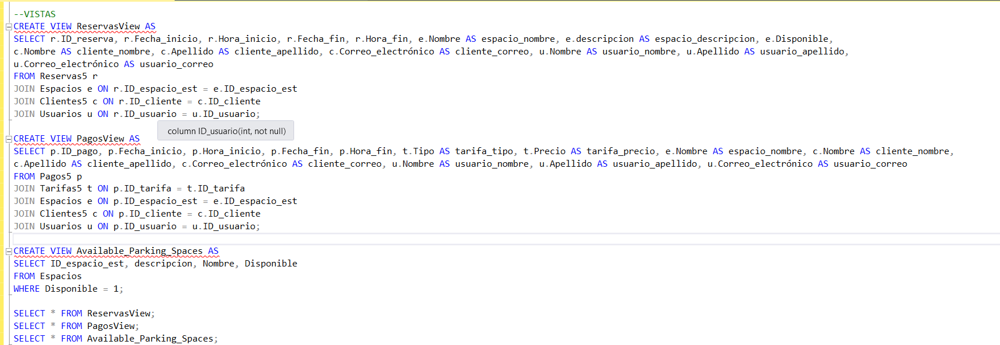 --VISTAS
CREATE VIEW ReservasView AS
SELECT r.ID_reserva, r.Fecha_inicio, r.Hora_inicio, r.Fecha_fin, r.Hora_fin, e.Nombre AS espacio_nombre, e.descripcion AS espacio_descripcion, e.Disponible,
c.Nombre AS cliente_nombre, c.Apellido AS cliente_apellido, c.Correo_electrónico AS cliente_correo, u.Nombre AS usuario_nombre, u.Apellido AS usuario_apellido,
u.Correo_electrónico AS usuario_correo
FROM Reservas5 r
JOIN Espacios e ON r.ID_espacio_est = e.ID_espacio_est
JOIN Clientes5 c ON r.ID_cliente = c.ID_cliente
JOIN Usuarios u ON r.ID_usuario = u.ID_usuario;
column ID_usuario(int, not null)
CREATE VIEW PagosView AS
SELECT p.ID_pago, p.Fecha_inicio, p.Hora_inicio, p.Fecha_fin, p.Hora_fin, t.Tipo AS tarifa_tipo, t.Precio AS tarifa_precio, e.Nombre AS espacio_nombre, c.Nombre AS cliente_nombre,
c.Apellido AS cliente_apellido, c.Correo_electrónico AS cliente_correo, u.Nombre AS usuario_nombre, u.Apellido AS usuario_apellido, u.Correo_electrónico AS usuario_correo
FROM Pagos5 p
JOIN Tarifas5 t ON p.ID_tarifa = t.ID_tarifa
JOIN Espacios e ON p.ID_espacio_est = e.ID_espacio_est
JOIN Clientes5 c ON p.ID_cliente = c.ID_cliente
JOIN Usuarios u ON p.ID_usuario = u.ID_usuario;
CREATE VIEW Available_Parking_Spaces AS
SELECT ID_espacio_est, descripcion, Nombre, Disponible
FROM Espacios
WHERE Disponible = 1;
SELECT * FROM ReservasView;
SELECT * FROM PagosView;
SELECT * FROM Available_Parking_Spaces;